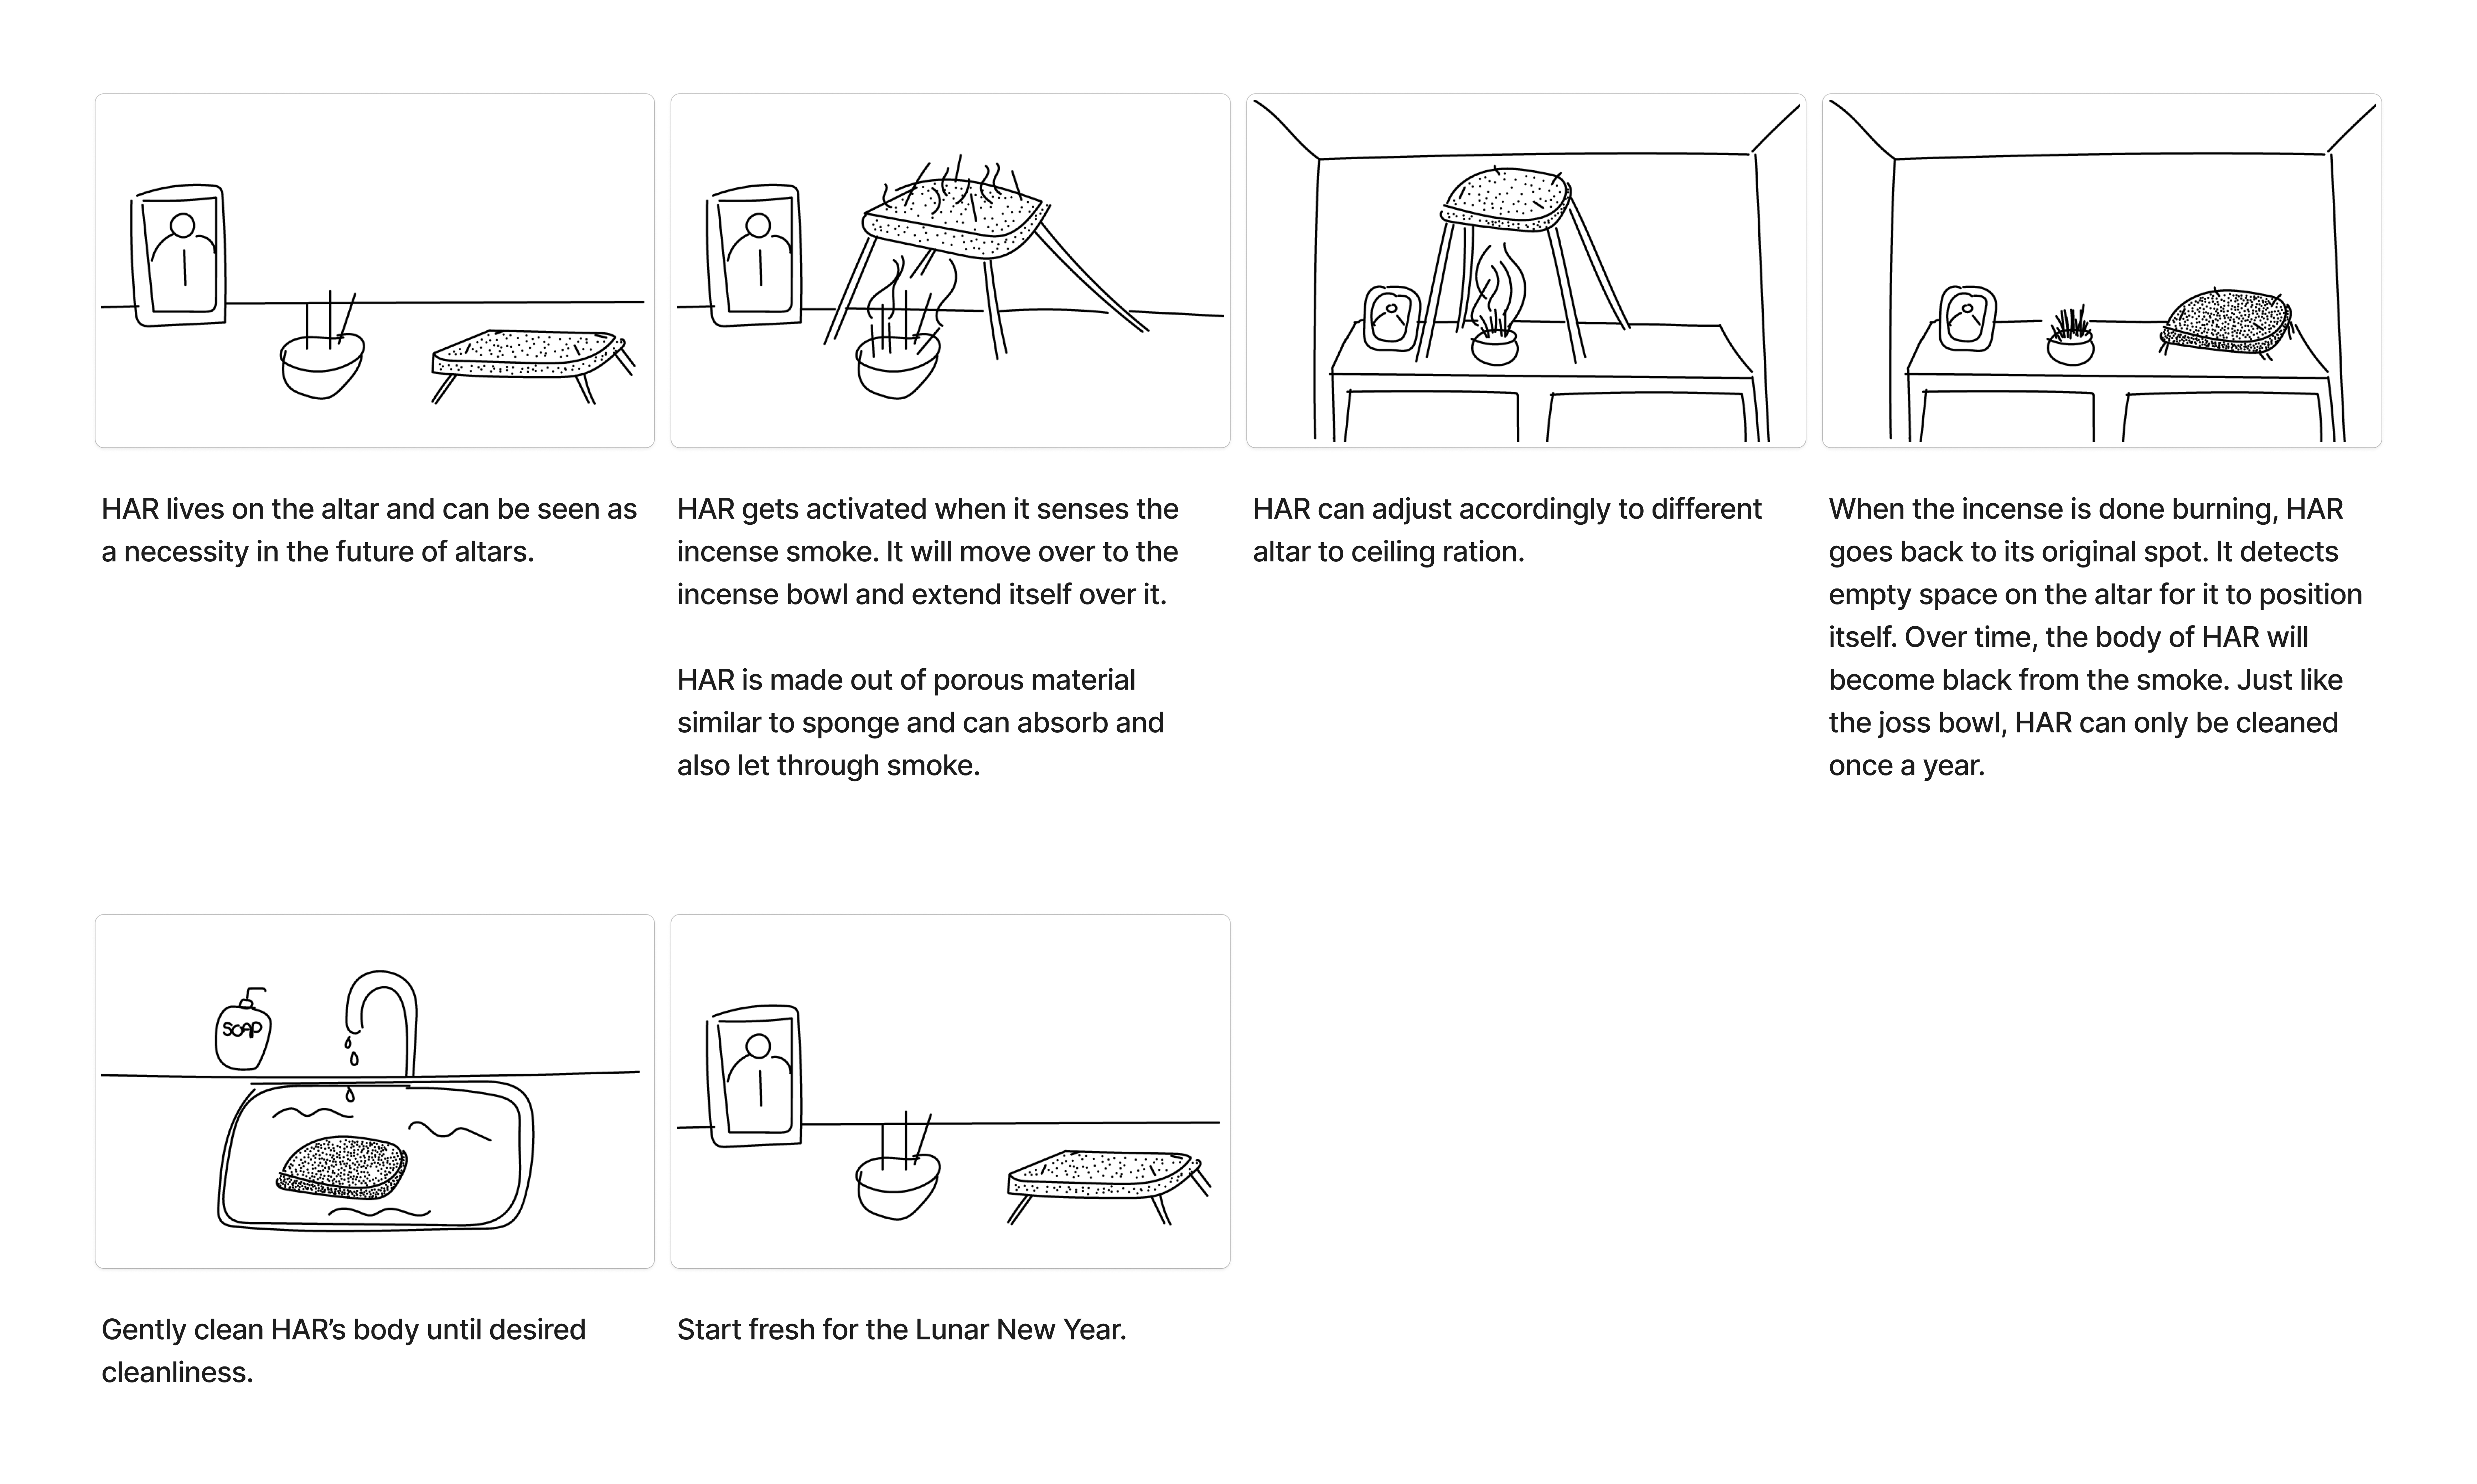 HAR lives on the altar and can be seen as
a necessity in the future of altars.
HAR gets activated when it senses the
incense smoke. It will move over to the
incense bowl and extend itself over it.
HAR is made out of porous material
similar to sponge and can absorb and
also let through smoke.
HAR can adjust accordingly to different
altar to ceiling ration.
When the incense is done burning, HAR
goes back to its original spot. It detects
empty space on the altar for it to position
itself. Over time, the body of HAR will
become black from the smoke. Just like
the joss bowl, HAR can only be cleaned
once a year.
SOAP
Gently clean HAR’s body until desired
cleanliness.
Start fresh for the Lunar New Year.